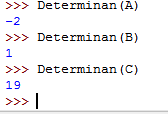 >>> Determinan(A)
-2
>>> Determinan(B)
1
>>> Determinan(C)
19
>>>